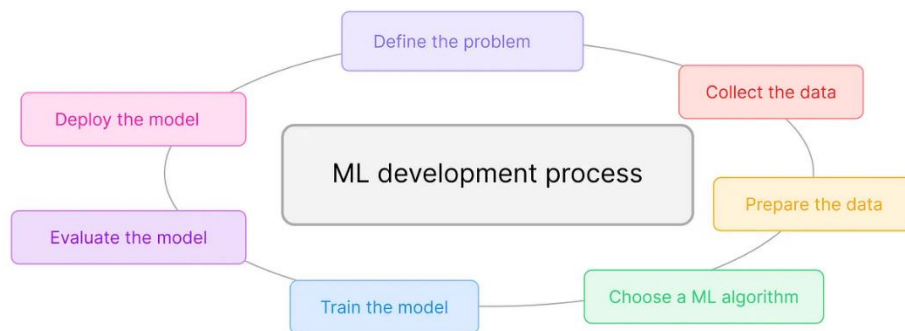 Define the problem
Collect the data
Deploy the model
ML development process
Prepare the data
Evaluate the model
Choose a ML algorithm
Train the model